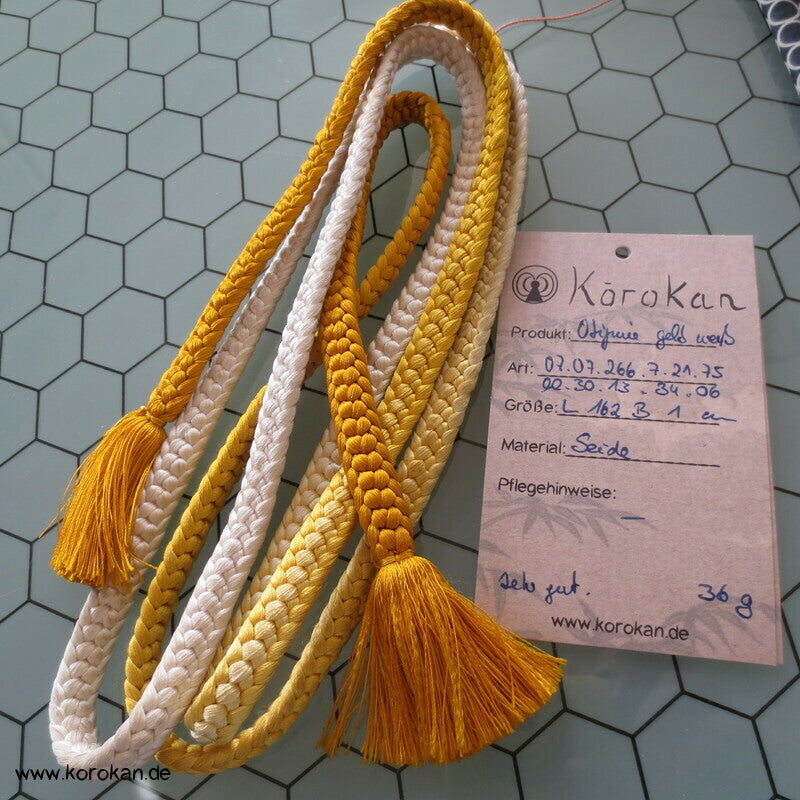 Kōrokan
Produkt: Obijime gelb weiß
Art: 07.07.266.7.21.75
00.30.13.34.06
Größe: L 162 B 1 cm
Material: Seide
Pflegehinweise:
—
sehr gut. 36 g
www.korokan.de
www.korokan.de